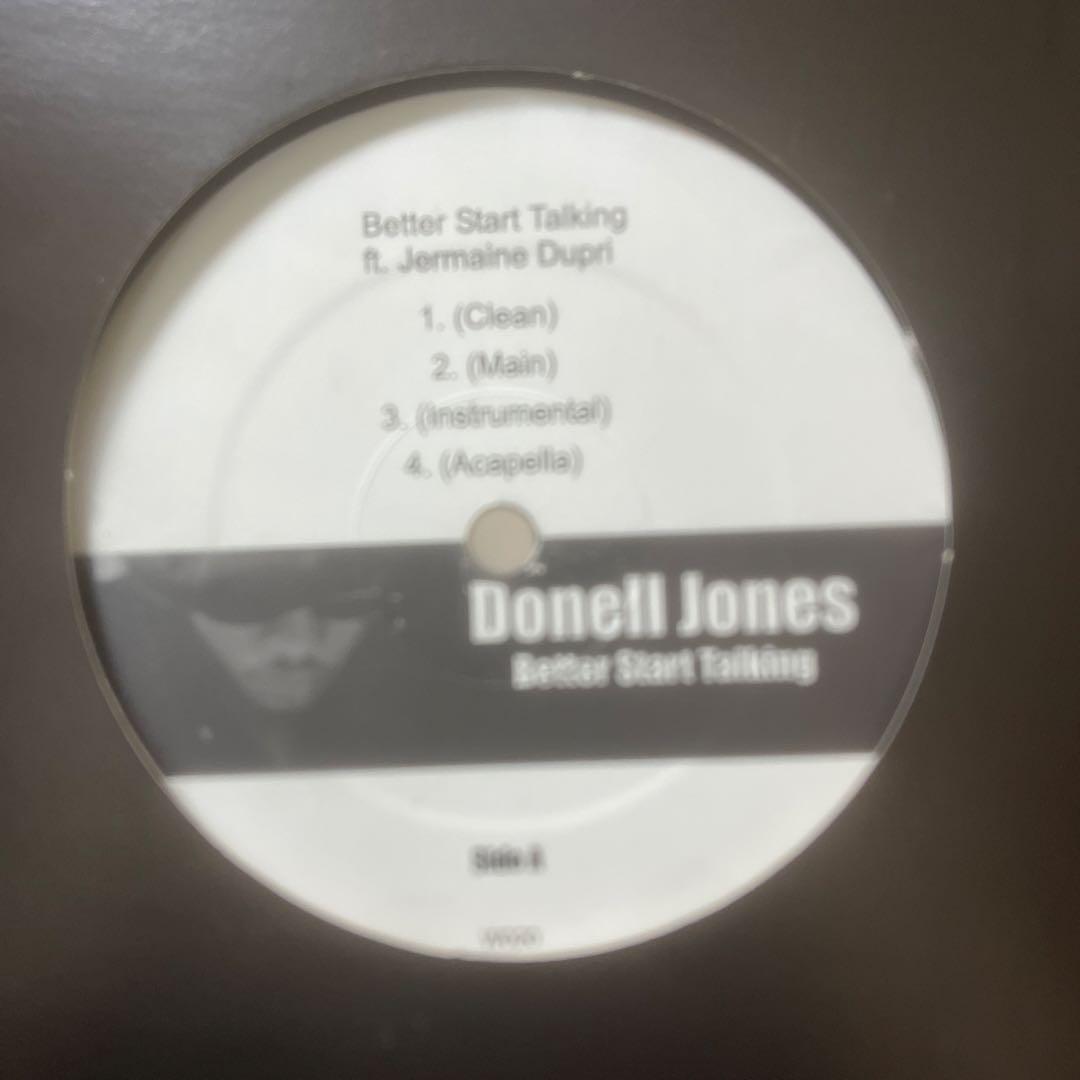 Better Start Talking
ft. Jermaine Dupri
1. (Clean)
2. (Main)
3. (Instrumental)
4. (Acapella)
Donell Jones
Better Start Talking
Side A